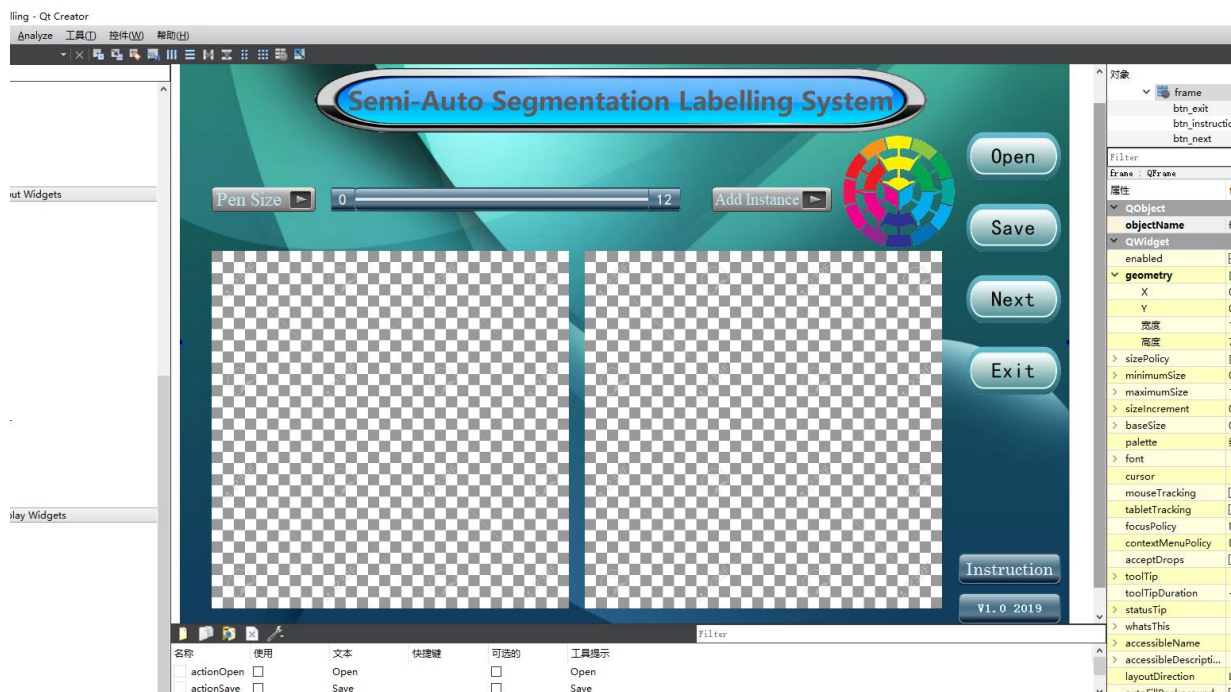 lling - Qt Creator
Analyze 工具(T) 控件(W) 帮助(H)
Semi-Auto Segmentation Labelling System
Pen Size
0
12
Add Instance
Open
Save
Next
Exit
Instruction
V1.0 2019
put Widgets
play Widgets
对象
frame
btn_exit
btn_instructio
btn_next
Filter
frame : QFrame
属性
QObject
objectName
QWidget
enabled
geometry
X
Y
宽度
高度
sizePolicy
minimumSize
maximumSize
sizeIncrement
baseSize
palette
font
cursor
mouseTracking
tabletTracking
focusPolicy
contextMenuPolicy
acceptDrops
toolTip
toolTipDuration
statusTip
whatsThis
accessibleName
accessibleDescripti...
layoutDirection
Filter
名称 使用 文本 快捷键 可选的 工具提示
actionOpen Open Open
actionSave Save Save